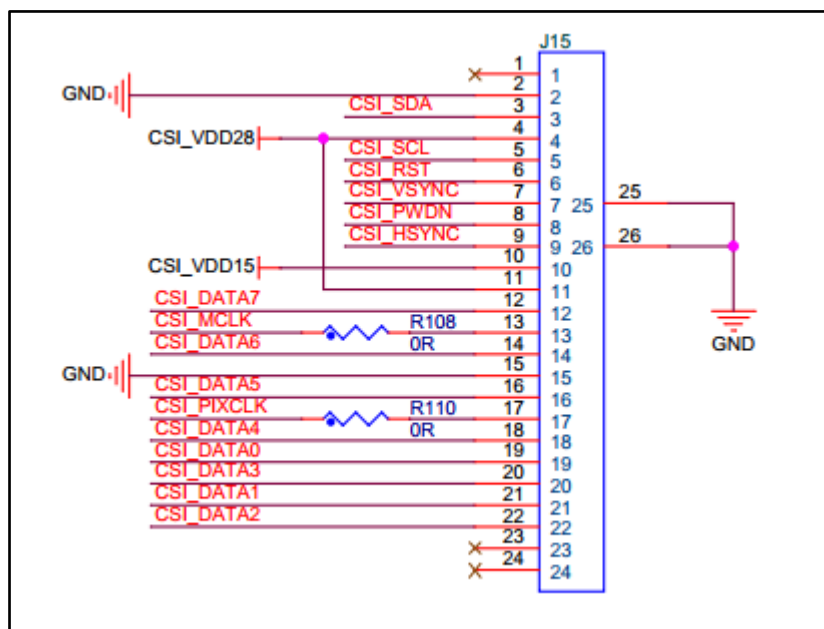 J15
1 1
GND 2 2
CSI_SDA 3 3
CSI_VDD28 4 4
CSI_SCL 5 5
CSI_RST 6 6
CSI_VSYNC 7 7 25 25
CSI_PWDN 8 8
CSI_HSYNC 9 9 26 26
CSI_VDD15 10 10
11 11
CSI_DATA7 12 12
CSI_MCLK R108 0R 13 13
CSI_DATA6 14 14
GND 15 15
CSI_DATA5 16 16
CSI_PIXCLK R110 0R 17 17
CSI_DATA4 18 18
CSI_DATA0 19 19
CSI_DATA3 20 20
CSI_DATA1 21 21
CSI_DATA2 22 22
23 23
24 24
GND